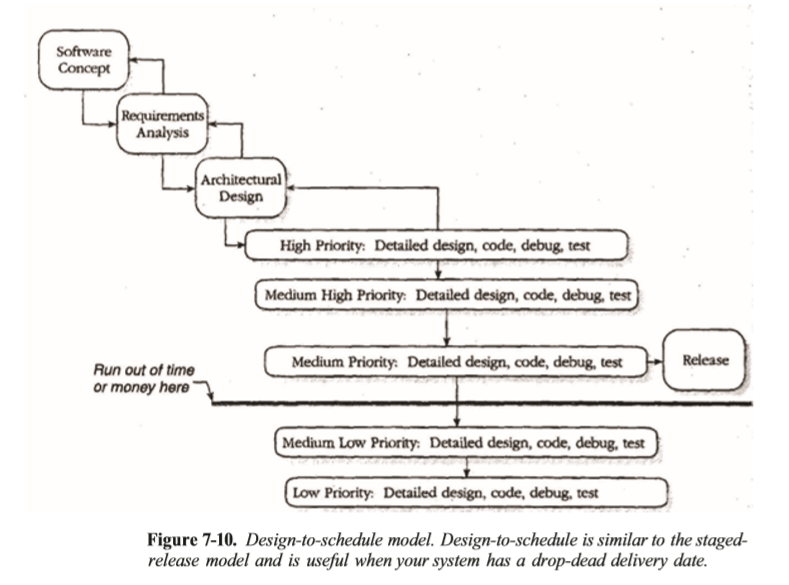 Software
Concept
Requirements
Analysis
Architectural
Design
High Priority: Detailed design, code, debug, test
Medium High Priority: Detailed design, code, debug, test
Medium Priority: Detailed design, code, debug, test
Release
Run out of time
or money here
Medium Low Priority: Detailed design, code, debug, test
Low Priority: Detailed design, code, debug, test
Figure 7-10. Design-to-schedule model. Design-to-schedule is similar to the staged-
release model and is useful when your system has a drop-dead delivery date.